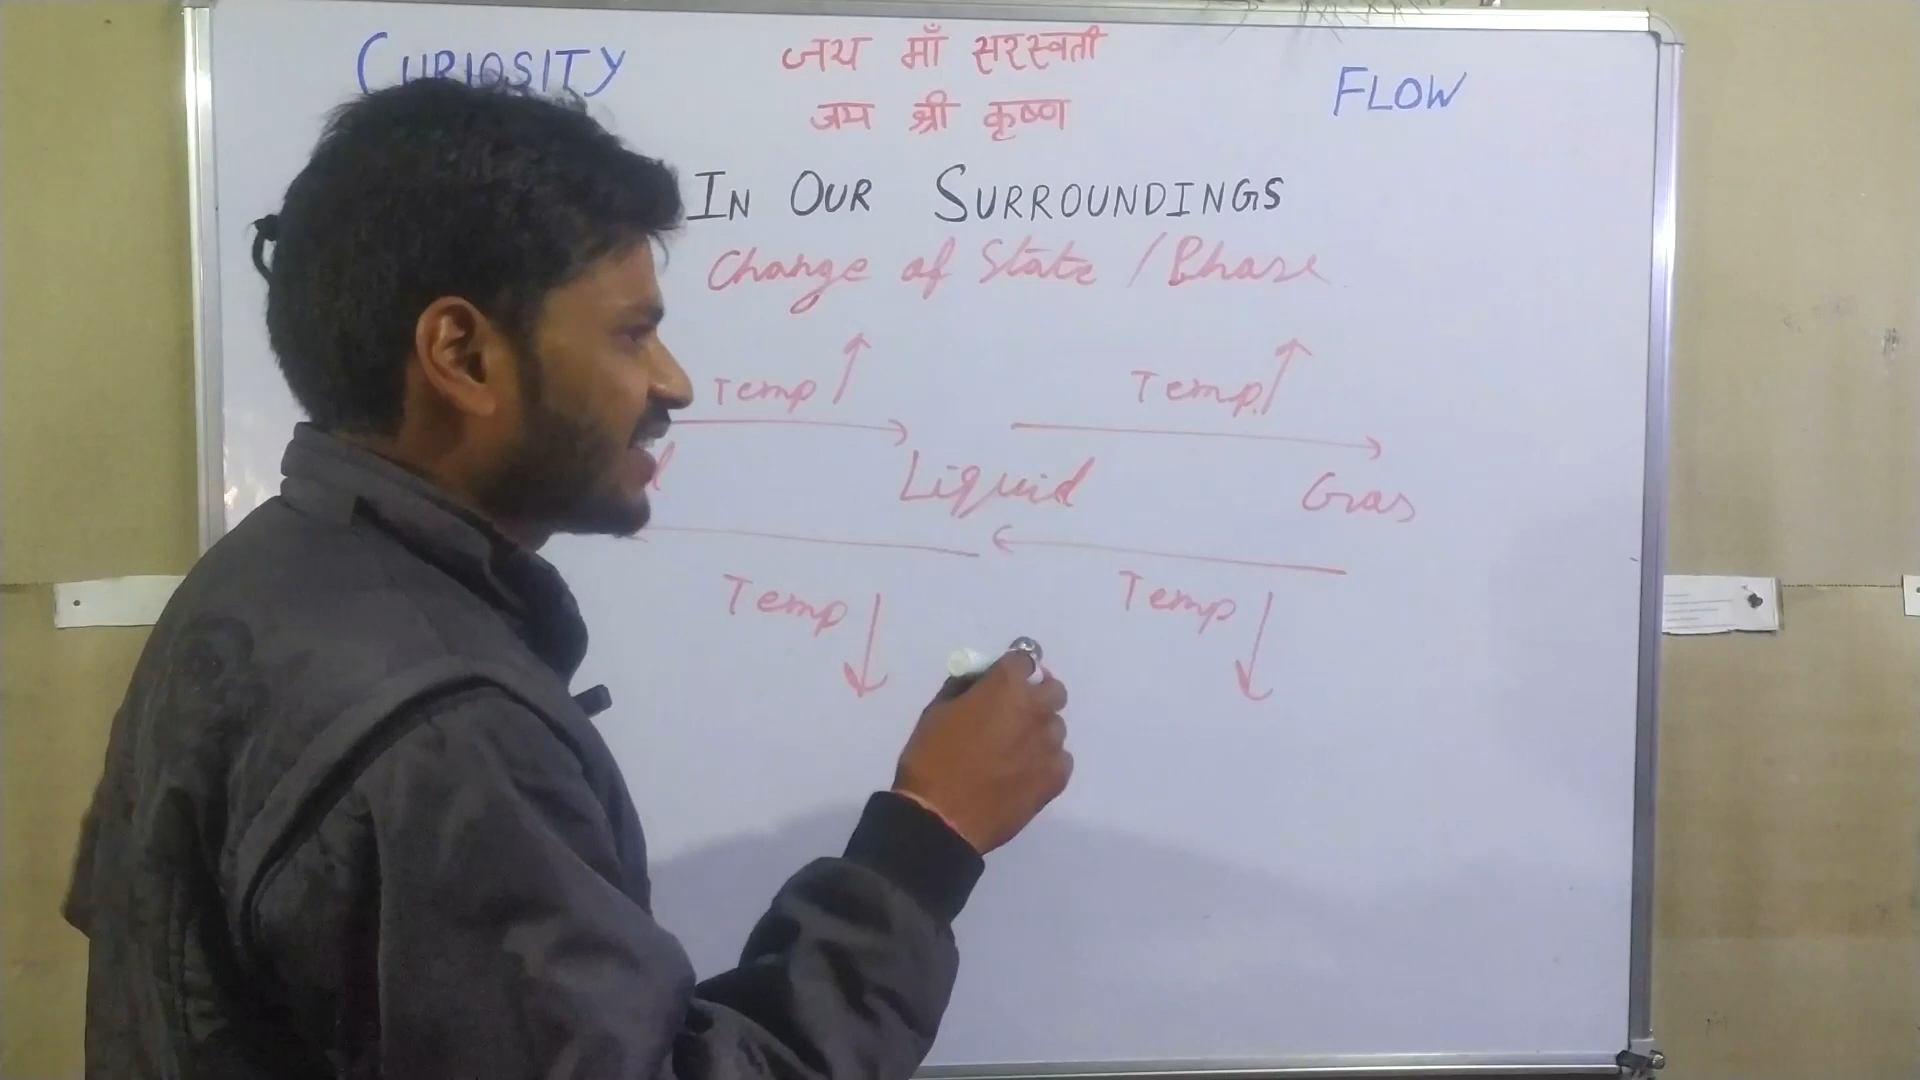 CURIOSITY
जय माँ सरस्वती
जय श्री कृष्ण
FLOW
IN OUR SURROUNDINGS
Change of State / Phase
Temp ↑
Temp ↑
Liquid
Gas
Temp ↓
Temp ↓